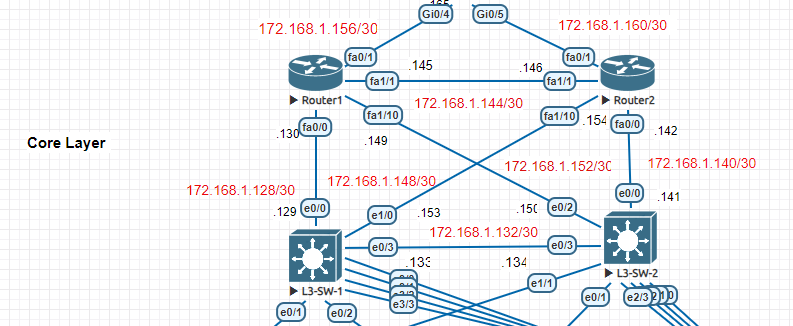 Gi0/4
Gi0/5
172.168.1.156/30
172.168.1.160/30
fa0/1
fa0/1
.145
.146
fa1/1
fa1/1
Router1
Router2
172.168.1.144/30
fa1/10
fa1/10
.154
fa0/0
fa0/0
.130
.142
.149
Core Layer
172.168.1.152/30
172.168.1.140/30
172.168.1.148/30
172.168.1.128/30
e0/0
.141
e0/0
.129
e1/0
.153
.150
e0/2
172.168.1.132/30
e0/3
e0/3
.133
.134
L3-SW-1
L3-SW-2
e1/1
e3/3
e0/1
e2/3
e0/1
e0/2